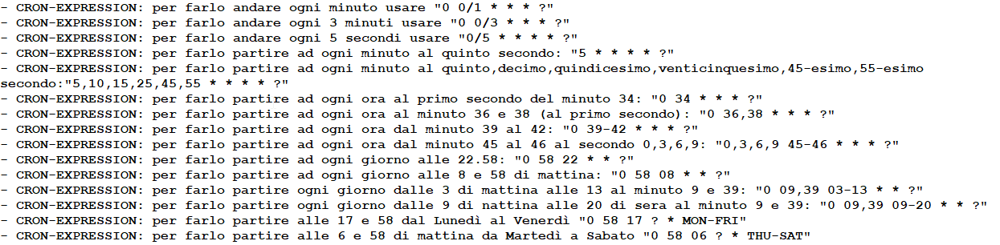 - CRON-EXPRESSION: per farlo andare ogni minuto usare "0 0/1 * * * ?"
- CRON-EXPRESSION: per farlo andare ogni 3 minuti usare "0 0/3 * * * ?"
- CRON-EXPRESSION: per farlo andare ogni 5 secondi usare "0/5 * * * * ?"
- CRON-EXPRESSION: per farlo partire ad ogni minuto al quinto secondo: "5 * * * * ?"
- CRON-EXPRESSION: per farlo partire ad ogni minuto al quinto,decimo,quindicesimo,venticinquesimo,45-esimo,55-esimo
secondo:"5,10,15,25,45,55 * * * * ?"
- CRON-EXPRESSION: per farlo partire ad ogni ora al primo secondo del minuto 34: "0 34 * * * ?"
- CRON-EXPRESSION: per farlo partire ad ogni ora al minuto 36 e 38 (al primo secondo): "0 36,38 * * * ?"
- CRON-EXPRESSION: per farlo partire ad ogni ora dal minuto 39 al 42: "0 39-42 * * * ?"
- CRON-EXPRESSION: per farlo partire ad ogni ora dal minuto 45 al 46 al secondo 0,3,6,9: "0,3,6,9 45-46 * * * ?"
- CRON-EXPRESSION: per farlo partire ad ogni giorno alle 22.58: "0 58 22 * * ?"
- CRON-EXPRESSION: per farlo partire ad ogni giorno alle 8 e 58 di mattina: "0 58 08 * * ?"
- CRON-EXPRESSION: per farlo partire ogni giorno dalle 3 di mattina alle 13 al minuto 9 e 39: "0 09,39 03-13 * * ?"
- CRON-EXPRESSION: per farlo partire ogni giorno dalle 9 di nattina alle 20 di sera al minuto 9 e 39: "0 09,39 09-20 * * ?"
- CRON-EXPRESSION: per farlo partire alle 17 e 58 dal Lunedì al Venerdì "0 58 17 ? * MON-FRI"
- CRON-EXPRESSION: per farlo partire alle 6 e 58 di mattina da Martedì a Sabato "0 58 06 ? * THU-SAT"